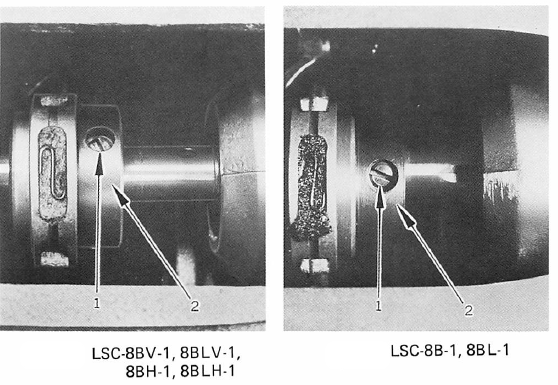 1
2
1
2
LSC-8BV-1, 8BLV-1,
8BH-1, 8BLH-1
LSC-8B-1, 8BL-1